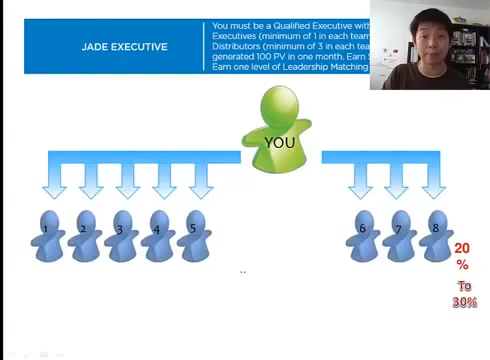 JADE EXECUTIVE
You must be a Qualified Executive with
Executives (minimum of 1 in each team
Distributors (minimum of 3 in each tea
generated 100 PV in one month. Earn
Earn one level of Leadership Matching
YOU
1 2 3 4 5 6 7 8
20
%
To
30%